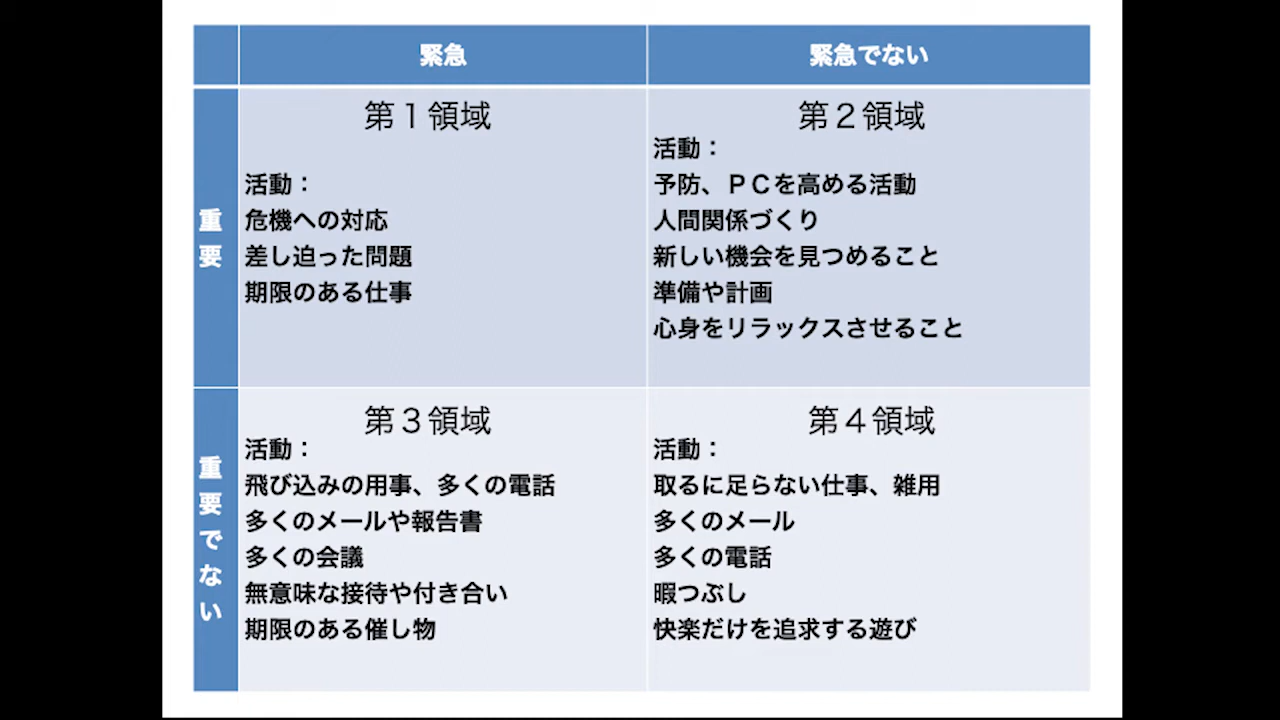 緊急
緊急でない
重要
第１領域
活動：
危機への対応
差し迫った問題
期限のある仕事
第２領域
活動：
予防、ＰＣを高める活動
人間関係づくり
新しい機会を見つめること
準備や計画
心身をリラックスさせること
重要でない
第３領域
活動：
飛び込みの用事、多くの電話
多くのメールや報告書
多くの会議
無意味な接待や付き合い
期限のある催し物
第４領域
活動：
取るに足らない仕事、雑用
多くのメール
多くの電話
暇つぶし
快楽だけを追求する遊び